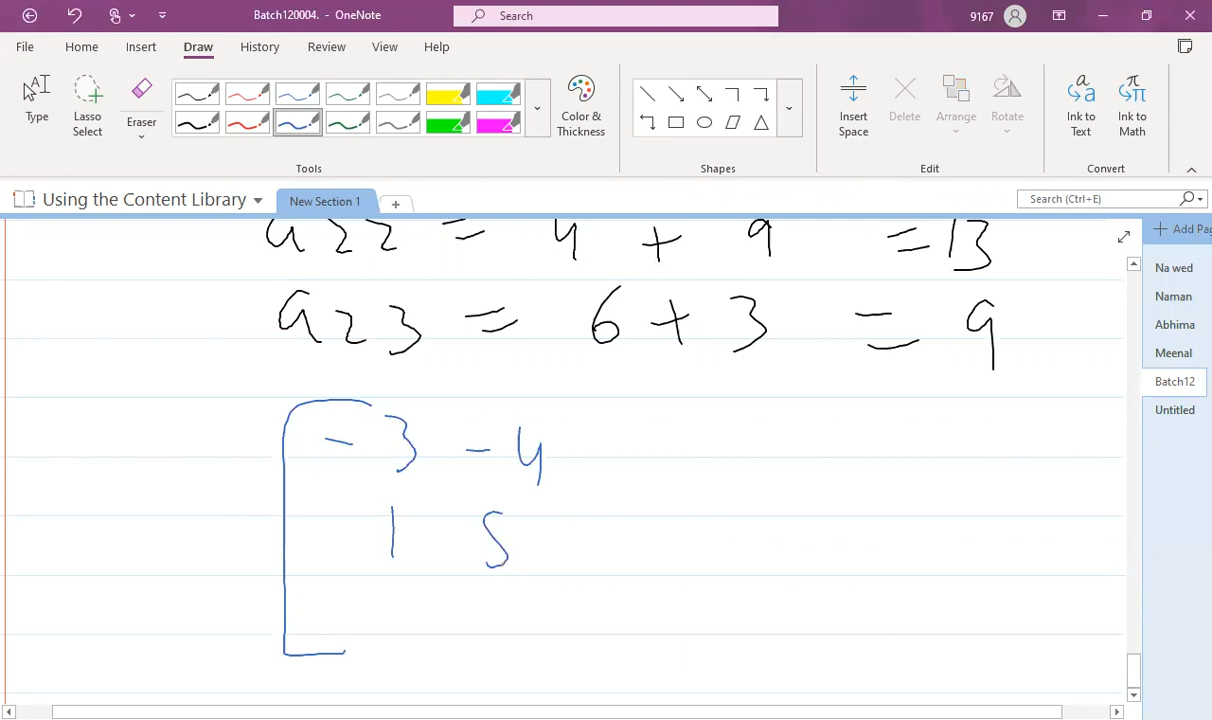 Batch120004. - OneNote
Search
9167
File Home Insert Draw History Review View Help
Type
Lasso Select
Eraser
Color & Thickness
Insert Space
Delete
Arrange
Rotate
Ink to Text
Ink to Math
Tools
Shapes
Edit
Convert
Using the Content Library
New Section 1
Search (Ctrl+E)
Add Pag
Na wed
Naman
Abhima
Meenal
Batch12
Untitled
a22 = 4 + 9 = 13
a23 = 6 + 3 = 9
- 3 - 4
1 5